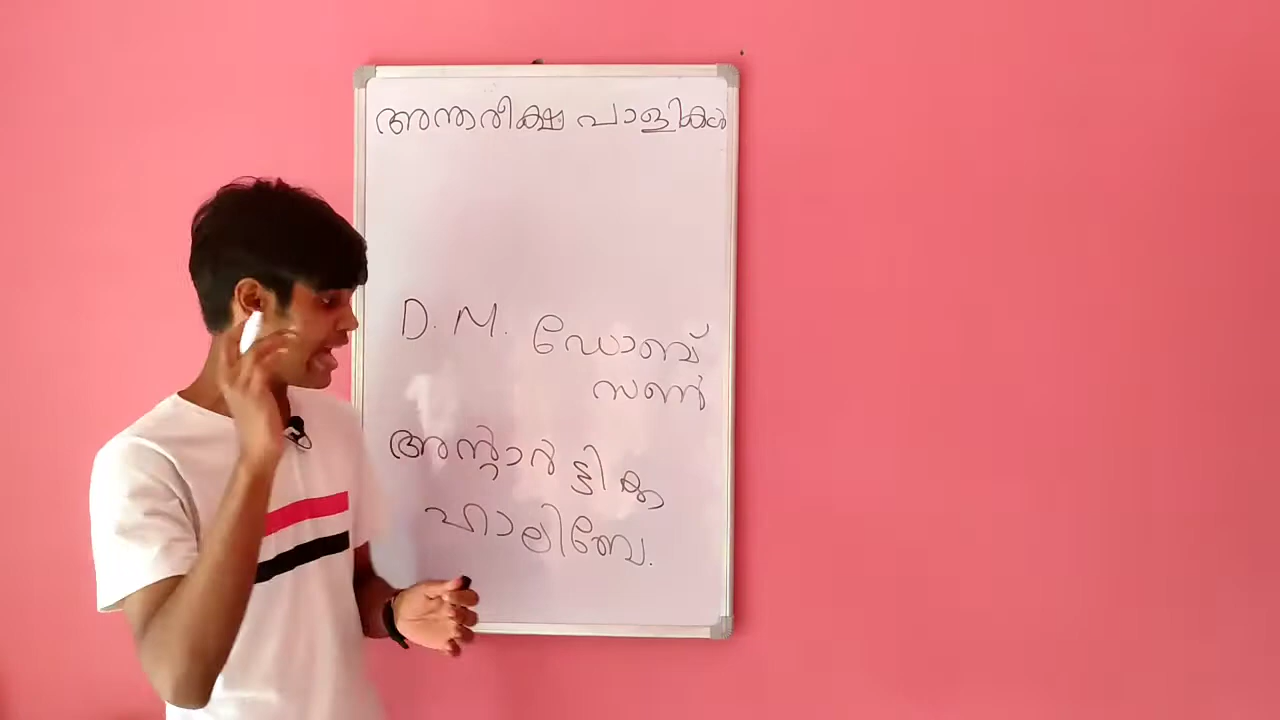 അന്തരീക്ഷ പാളികൾ
D. M. ഡോബ്
സൺ
അന്റാർട്ടിക്ക
ഹാലിബേ.